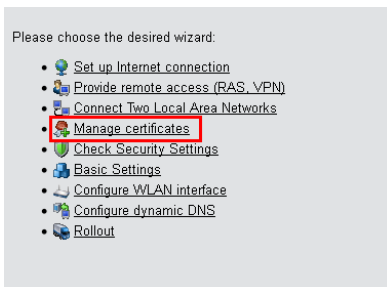 Please choose the desired wizard:
Set up Internet connection
Provide remote access (RAS, VPN)
Connect Two Local Area Networks
Manage certificates
Check Security Settings
Basic Settings
Configure WLAN interface
Configure dynamic DNS
Rollout